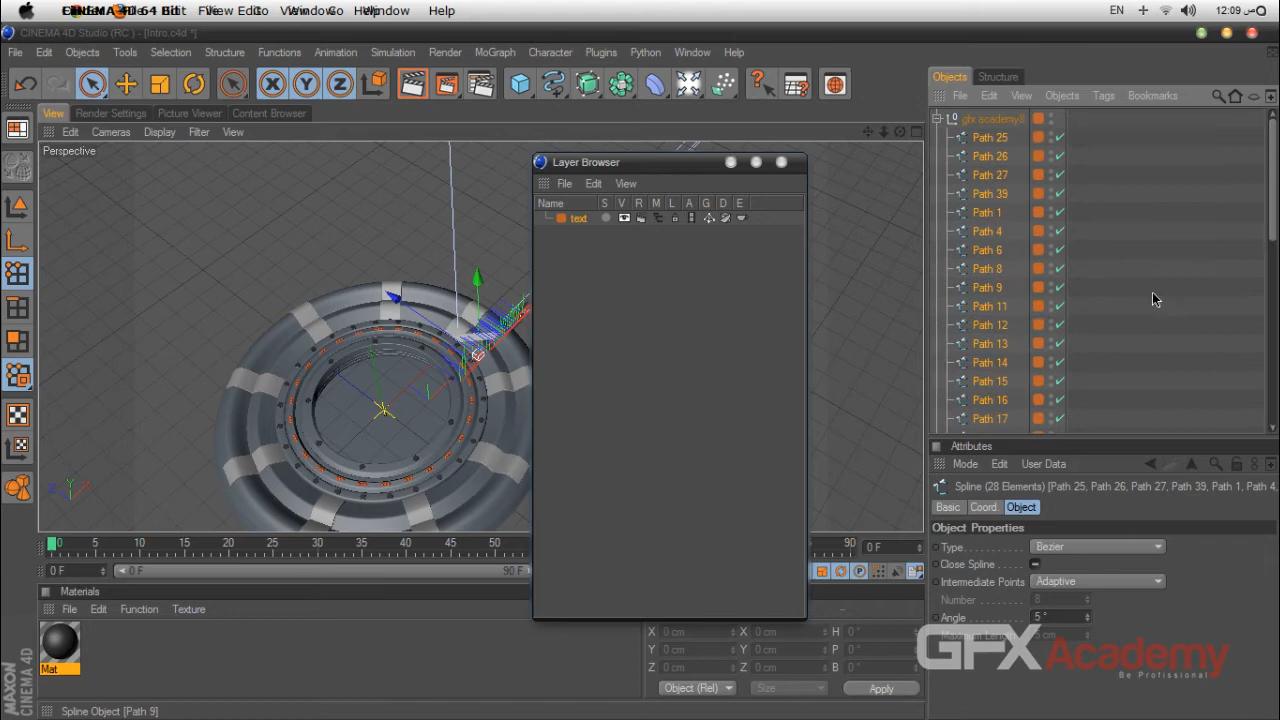 EN 12:09ص
View Go Window Help
CINEMA 4D Studio (RC ) - [Intro.c4d *]
File Edit Objects Tools Selection Structure Functions Animation Simulation Render MoGraph Character Plugins Python Window Help
X Y Z
View Render Settings Picture Viewer Content Browser
Edit Cameras Display Filter View
Perspective
Layer Browser
File Edit View
Name S V R M L A G D E
text
Objects Structure
File Edit View Objects Tags Bookmarks
gfx academy
Path 25
Path 26
Path 27
Path 39
Path 1
Path 4
Path 6
Path 8
Path 9
Path 11
Path 12
Path 13
Path 14
Path 15
Path 16
Path 17
Attributes
Mode Edit User Data
Spline (28 Elements) [Path 25, Path 26, Path 27, Path 39, Path 1, Path 4,
Basic Coord. Object
Object Properties
Type Bezier
Close Spline
Intermediate Points Adaptive
Number 8
Angle 5 °
GFX Academy
Be Professional
Z Y X
0 5 10 15 20 25 30 35 40 45 50 90 0 F
0 F 0 F 90 F
Materials
File Edit Function Texture
Mat
X 0 cm X 0 cm H 0 °
Y 0 cm Y 0 cm P 0 °
Z 0 cm Z 0 cm B 0 °
Object (Rel) Size Apply
MAXON CINEMA 4D
Spline Object [Path 9]